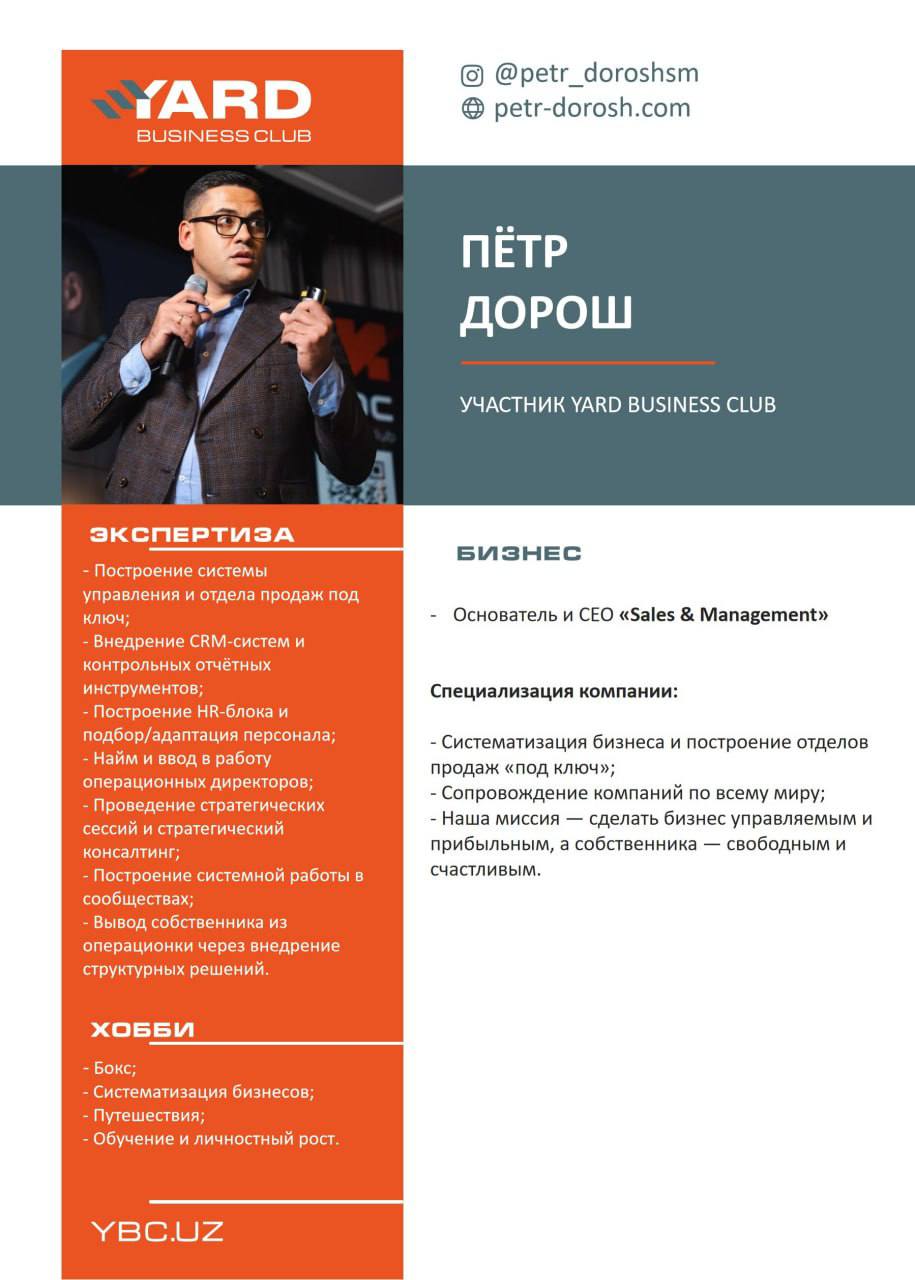 YARD
BUSINESS CLUB
@petr_doroshsm
petr-dorosh.com
ПЁТР
ДОРОШ
УЧАСТНИК YARD BUSINESS CLUB
ЭКСПЕРТИЗА
- Построение системы
управления и отдела продаж под
ключ;
- Внедрение CRM-систем и
контрольных отчётных
инструментов;
- Построение HR-блока и
подбор/адаптация персонала;
- Найм и ввод в работу
операционных директоров;
- Проведение стратегических
сессий и стратегический
консалтинг;
- Построение системной работы в
сообществах;
- Вывод собственника из
операционки через внедрение
структурных решений.
ХОББИ
- Бокс;
- Систематизация бизнесов;
- Путешествия;
- Обучение и личностный рост.
YBC.UZ
БИЗНЕС
- Основатель и CEO «Sales & Management»
Специализация компании:
- Систематизация бизнеса и построение отделов
продаж «под ключ»;
- Сопровождение компаний по всему миру;
- Наша миссия — сделать бизнес управляемым и
прибыльным, а собственника — свободным и
счастливым.